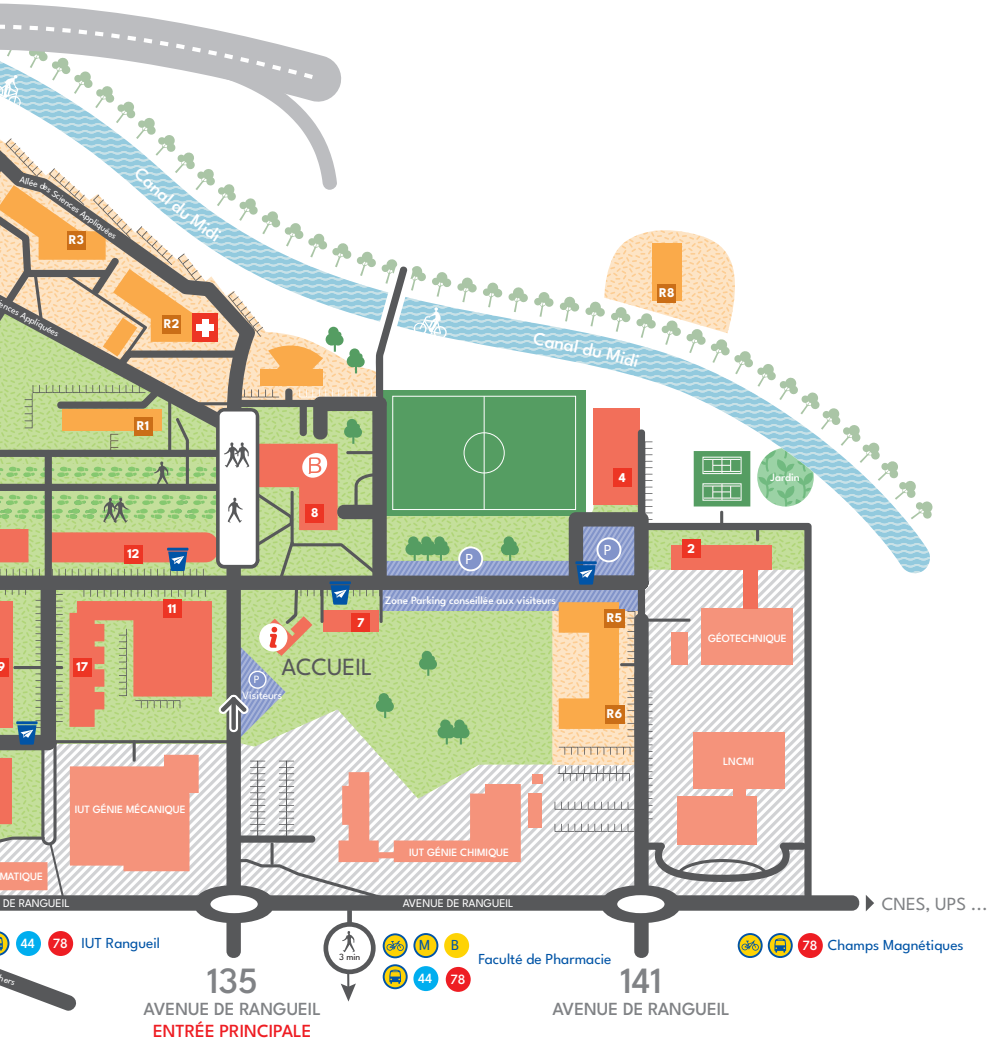 Canal du Midi
Allée des Sciences Appliquées
R3
R8
R2
ences Appliquées
Canal du Midi
R1
B
4
Jardin
8
12
2
P
P
Zone Parking conseillée aux visiteurs
11
7
R5
i
GÉOTECHNIQUE
9
17
ACCUEIL
P
Visiteurs
R6
LNCMI
IUT GÉNIE MÉCANIQUE
IUT GÉNIE CHIMIQUE
MATIQUE
DE RANGUEIL
AVENUE DE RANGUEIL
CNES, UPS ...
44 78 IUT Rangueil
3 min
M B
44 78
Faculté de Pharmacie
78 Champs Magnétiques
hers
135
AVENUE DE RANGUEIL
ENTRÉE PRINCIPALE
141
AVENUE DE RANGUEIL